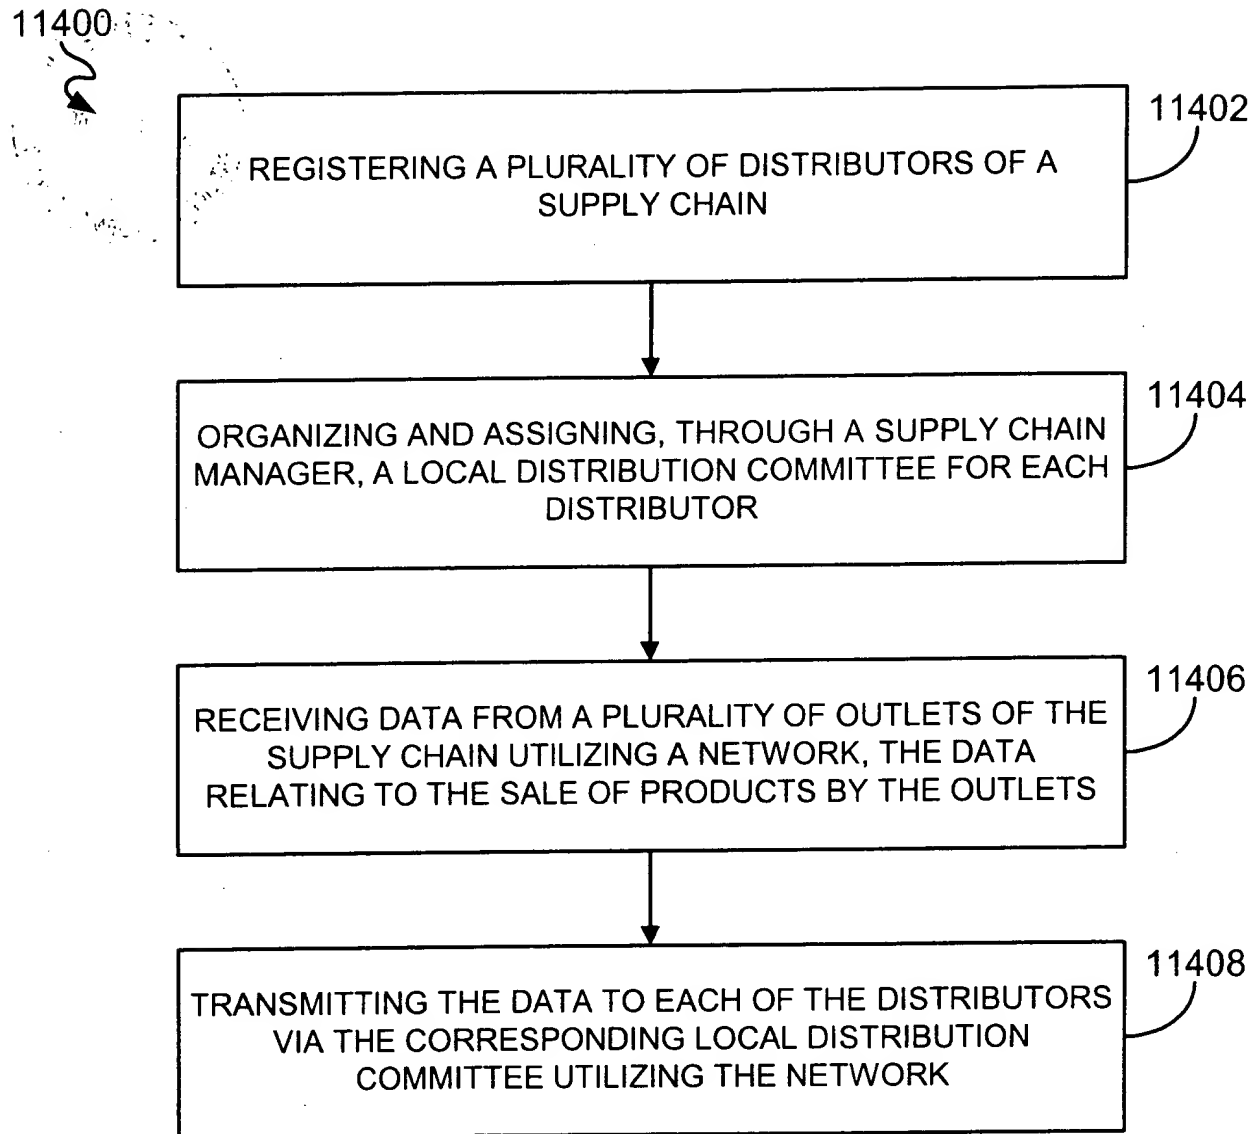 11400
11402
REGISTERING A PLURALITY OF DISTRIBUTORS OF A
SUPPLY CHAIN
11404
ORGANIZING AND ASSIGNING, THROUGH A SUPPLY CHAIN
MANAGER, A LOCAL DISTRIBUTION COMMITTEE FOR EACH
DISTRIBUTOR
11406
RECEIVING DATA FROM A PLURALITY OF OUTLETS OF THE
SUPPLY CHAIN UTILIZING A NETWORK, THE DATA
RELATING TO THE SALE OF PRODUCTS BY THE OUTLETS
11408
TRANSMITTING THE DATA TO EACH OF THE DISTRIBUTORS
VIA THE CORRESPONDING LOCAL DISTRIBUTION
COMMITTEE UTILIZING THE NETWORK